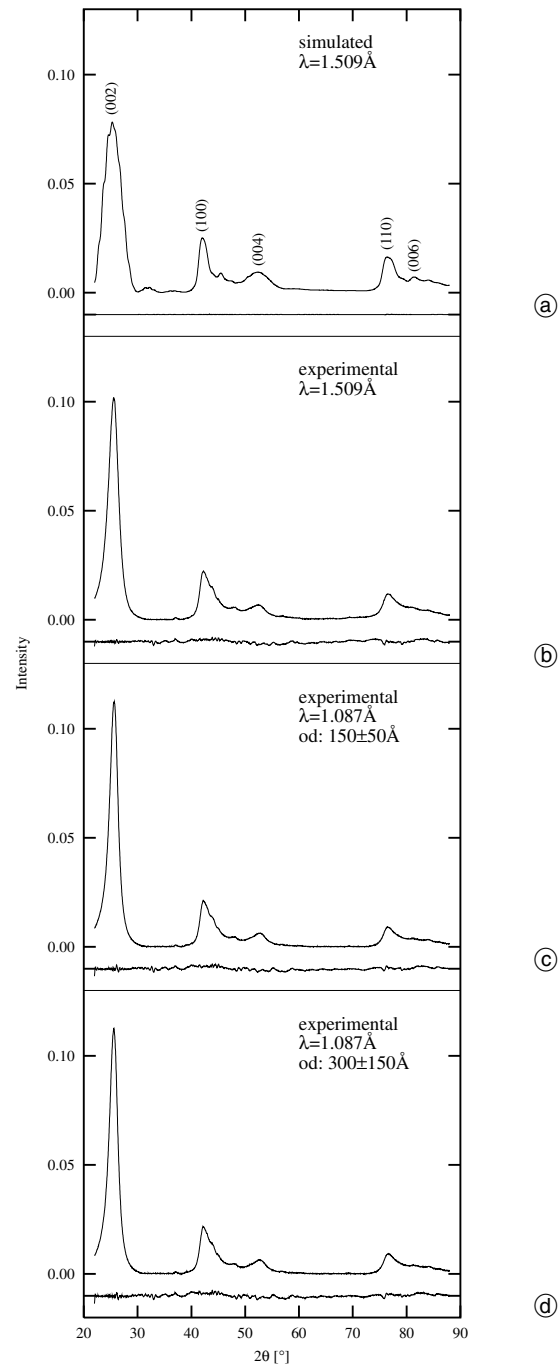 simulated
λ=1.509Å
(002)
(100)
(004)
(110)
(006)
0.10
0.05
0.00
ⓐ
experimental
λ=1.509Å
0.10
0.05
0.00
ⓑ
Intensity
experimental
λ=1.087Å
od: 150±50Å
0.10
0.05
0.00
ⓒ
experimental
λ=1.087Å
od: 300±150Å
0.10
0.05
0.00
ⓓ
20 30 40 50 60 70 80 90
2θ [°]